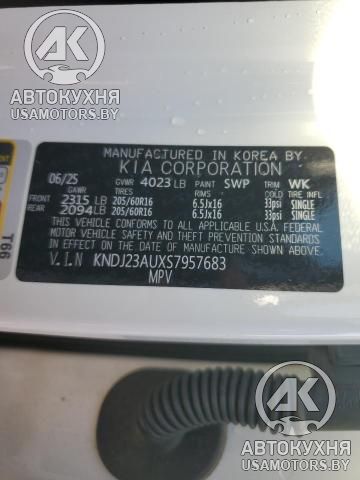 АВТОКУХНЯ
USAMOTORS.BY
MANUFACTURED IN KOREA BY
KIA CORPORATION
06/25 GVWR 4023 LB PAINT SWP TRIM WK
GAWR TIRES RIMS COLD TIRE INFL
FRONT 2315 LB 205/60R16 6.5Jx16 33psi SINGLE
REAR 2094 LB 205/60R16 6.5Jx16 33psi SINGLE
THIS VEHICLE CONFORMS TO ALL APPLICABLE U.S. FEDERAL
MOTOR VEHICLE SAFETY AND THEFT PREVENTION STANDARDS
IN EFFECT ON THE DATE OF MANUFACTURE SHOWN ABOVE.
V.I.N KNDJ23AUXS7957683
MPV
T66
АВТОКУХНЯ
USAMOTORS.BY